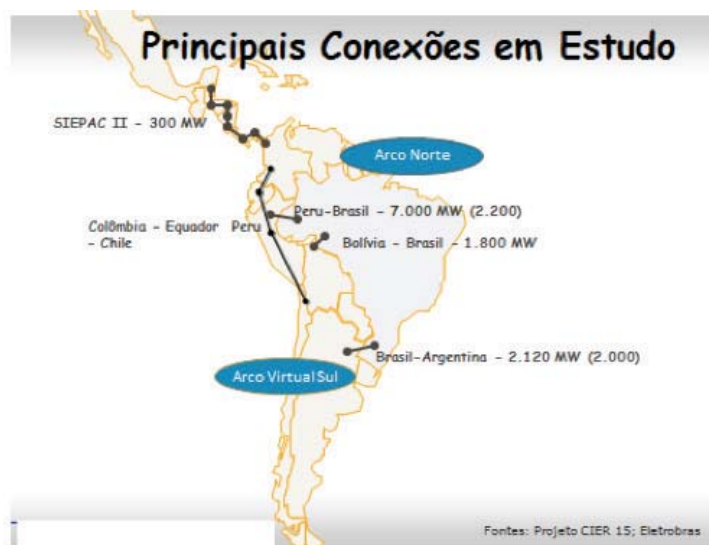 Principais Conexões em Estudo
SIEPAC II - 300 MW
Arco Norte
Peru-Brasil - 7.000 MW (2.200)
Colômbia - Equador Peru
- Chile
Bolívia - Brasil - 1.800 MW
Brasil-Argentina - 2.120 MW (2.000)
Arco Virtual Sul
Fontes: Projeto CIER 15; Eletrobras